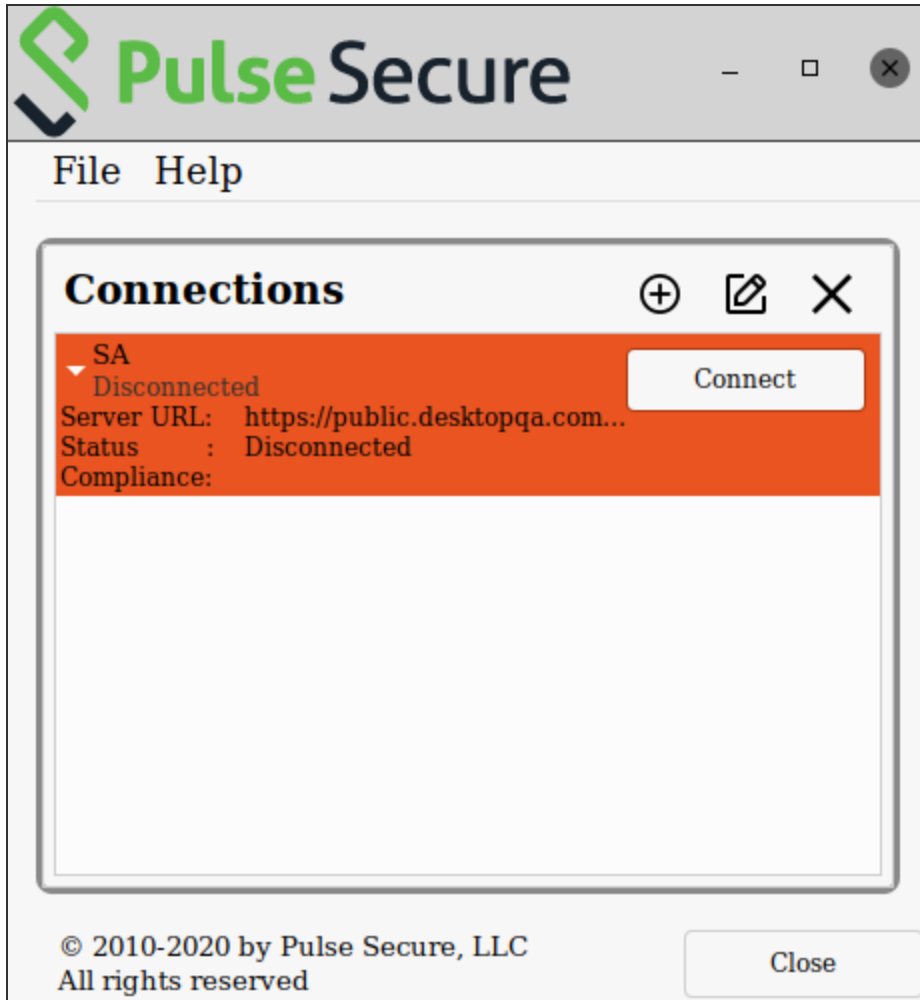 Pulse Secure
File Help
Connections
SA
Disconnected
Connect
Server URL: https://public.desktopqa.com...
Status : Disconnected
Compliance:
© 2010-2020 by Pulse Secure, LLC
All rights reserved
Close